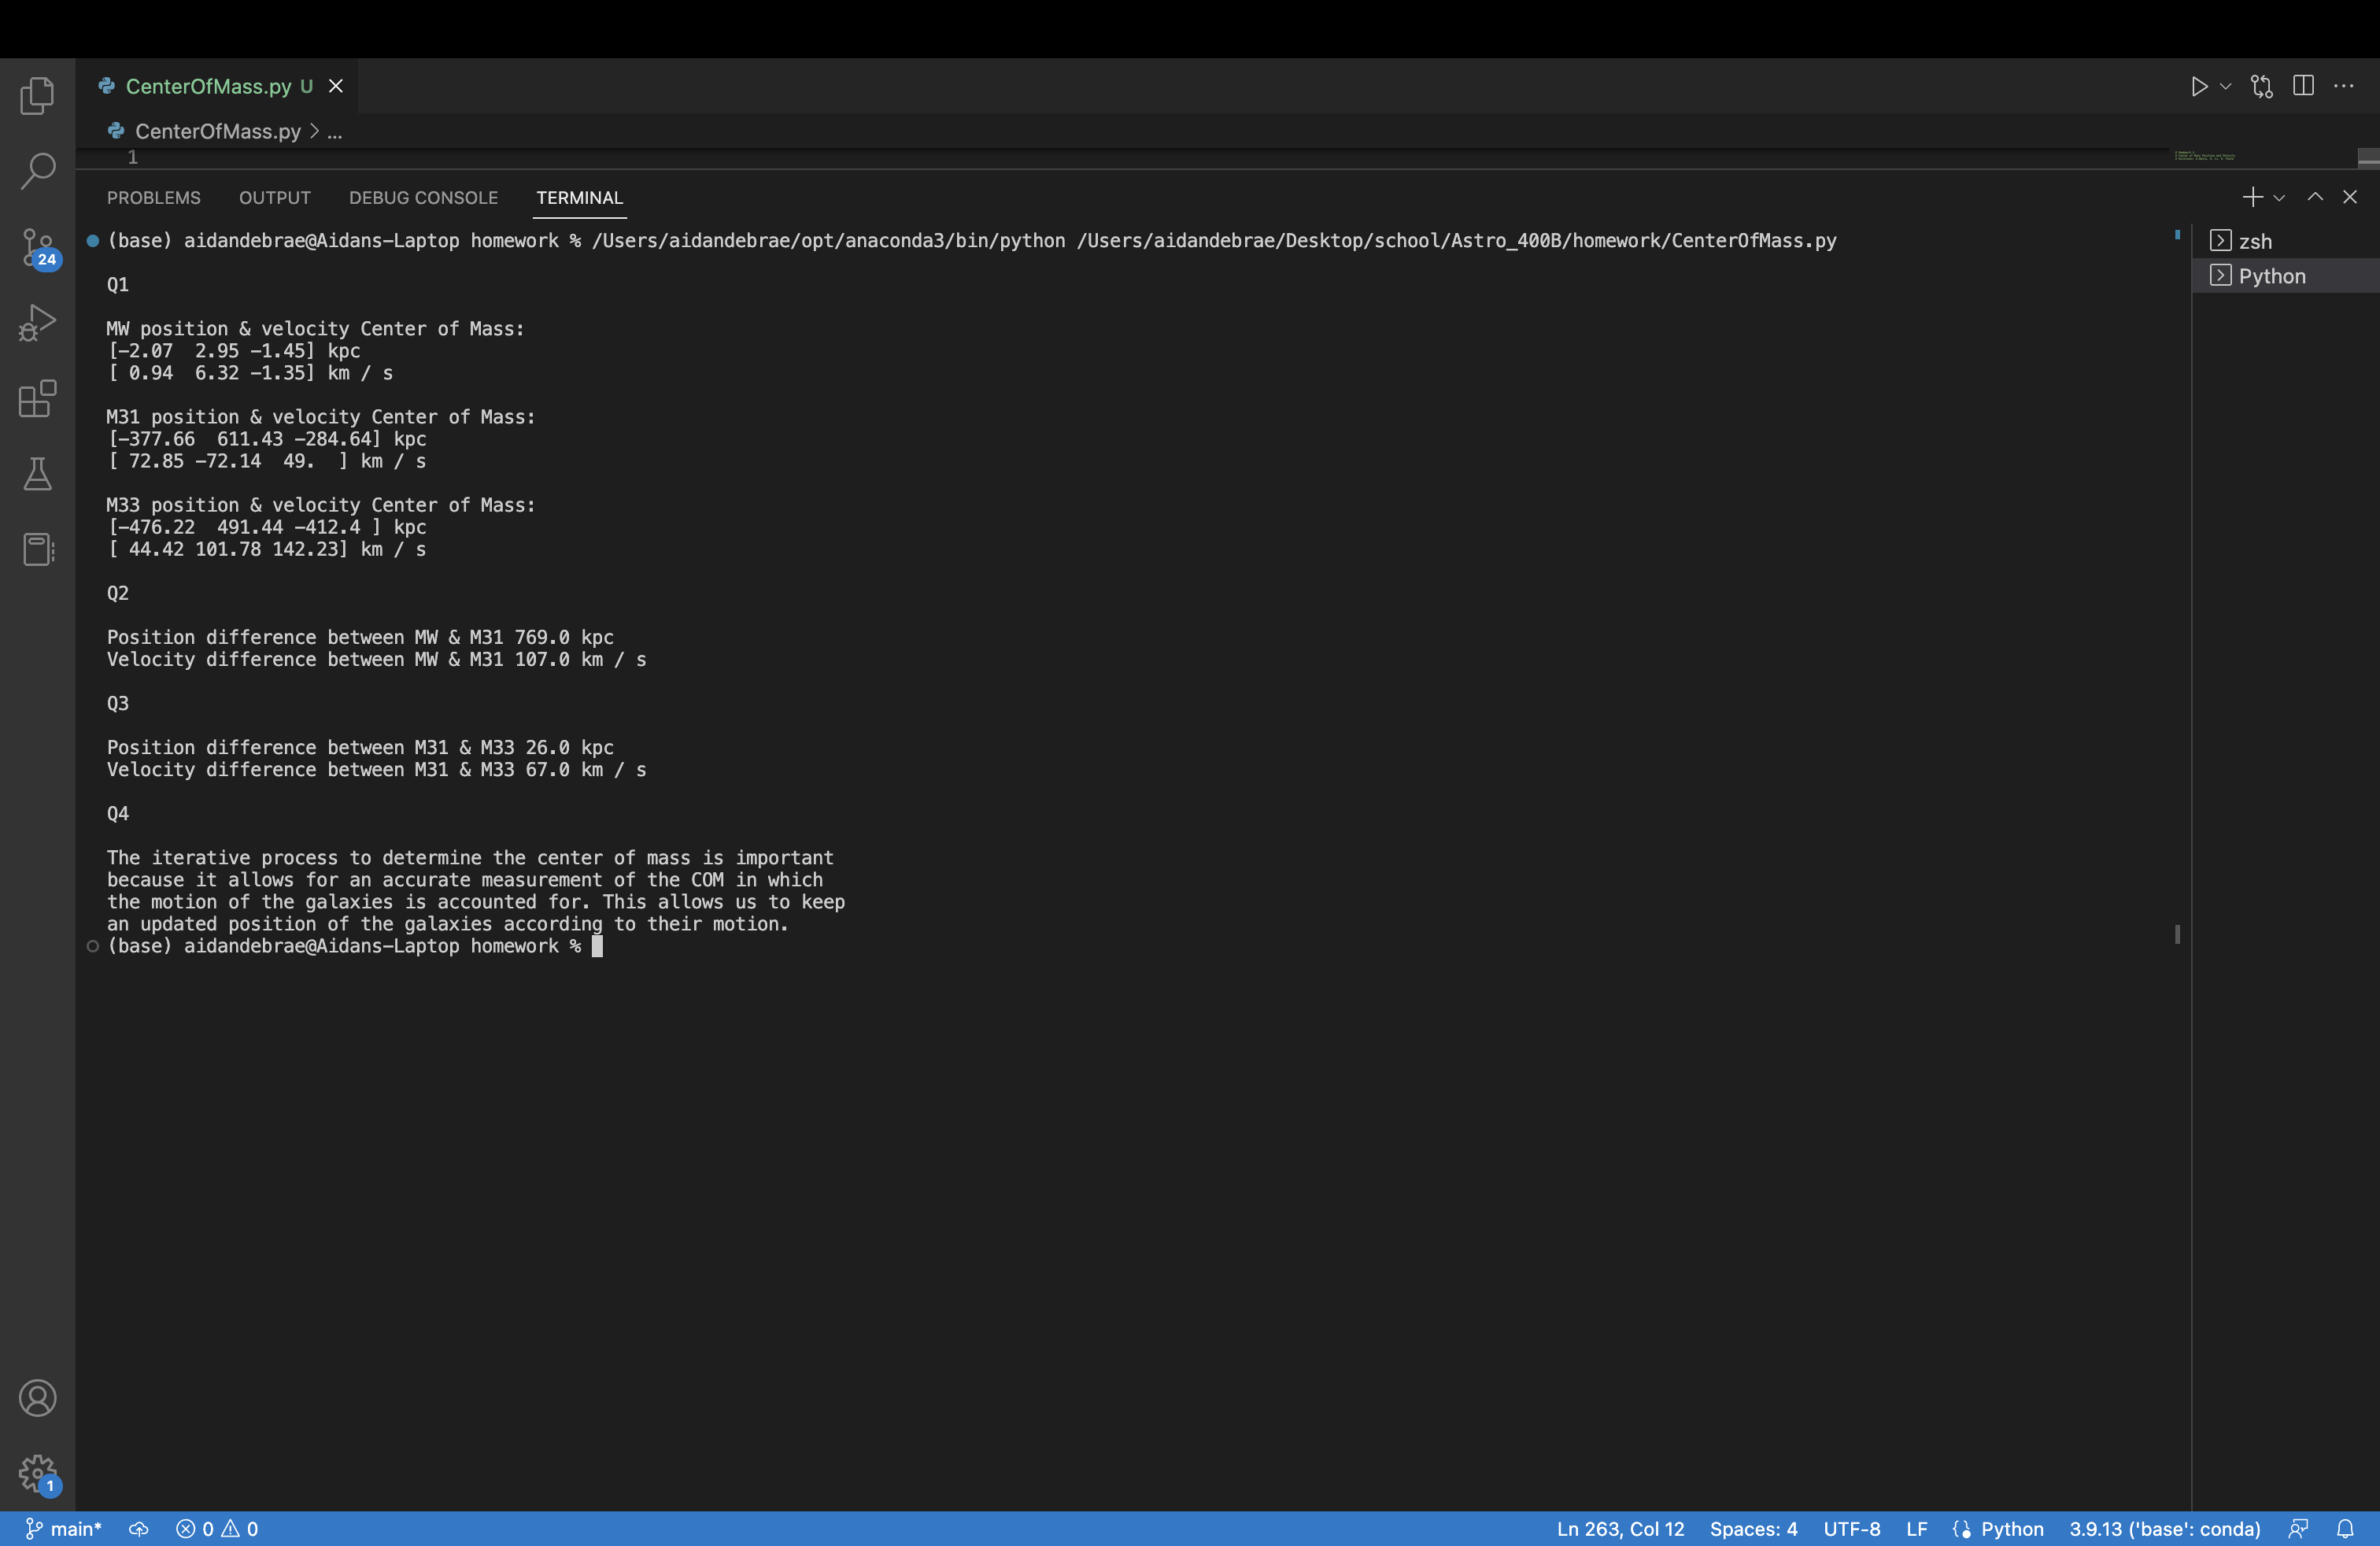 CenterOfMass.py U
CenterOfMass.py > ...
1
PROBLEMS OUTPUT DEBUG CONSOLE TERMINAL
(base) aidandebrae@Aidans-Laptop homework % /Users/aidandebrae/opt/anaconda3/bin/python /Users/aidandebrae/Desktop/school/Astro_400B/homework/CenterOfMass.py
zsh
Python
24
Q1
MW position & velocity Center of Mass:
[-2.07  2.95 -1.45] kpc
[ 0.94  6.32 -1.35] km / s
M31 position & velocity Center of Mass:
[-377.66  611.43 -284.64] kpc
[ 72.85 -72.14  49.  ] km / s
M33 position & velocity Center of Mass:
[-476.22  491.44 -412.4 ] kpc
[ 44.42 101.78 142.23] km / s
Q2
Position difference between MW & M31 769.0 kpc
Velocity difference between MW & M31 107.0 km / s
Q3
Position difference between M31 & M33 26.0 kpc
Velocity difference between M31 & M33 67.0 km / s
Q4
The iterative process to determine the center of mass is important
because it allows for an accurate measurement of the COM in which
the motion of the galaxies is accounted for. This allows us to keep
an updated position of the galaxies according to their motion.
(base) aidandebrae@Aidans-Laptop homework %
1
main* 0 0 Ln 263, Col 12 Spaces: 4 UTF-8 LF Python 3.9.13 ('base': conda)